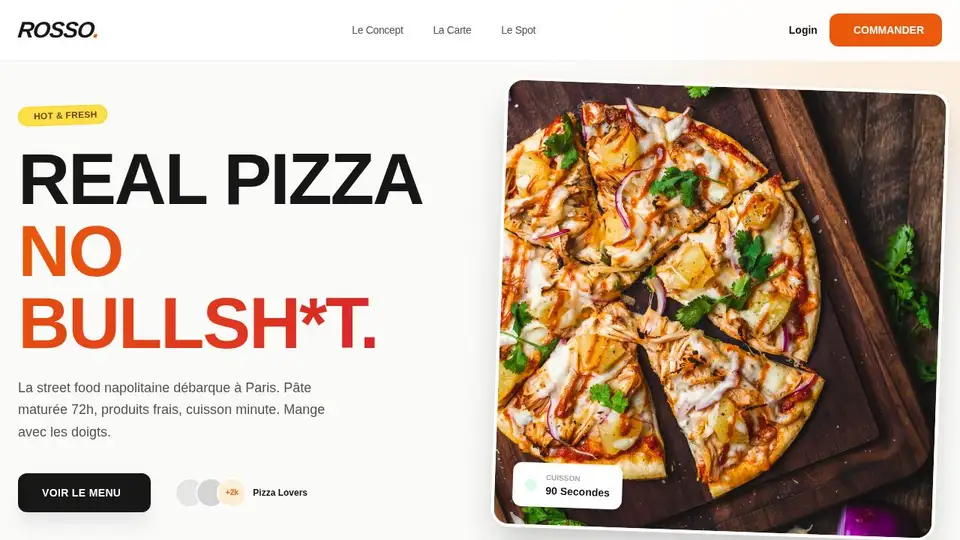 ROSSO.
Le Concept
La Carte
Le Spot
Login
COMMANDER
HOT & FRESH
REAL PIZZA
NO
BULLSH*T.
La street food napolitaine débarque à Paris. Pâte
maturée 72h, produits frais, cuisson minute. Mange
avec les doigts.
VOIR LE MENU
+2k
Pizza Lovers
CUISSON
90 Secondes